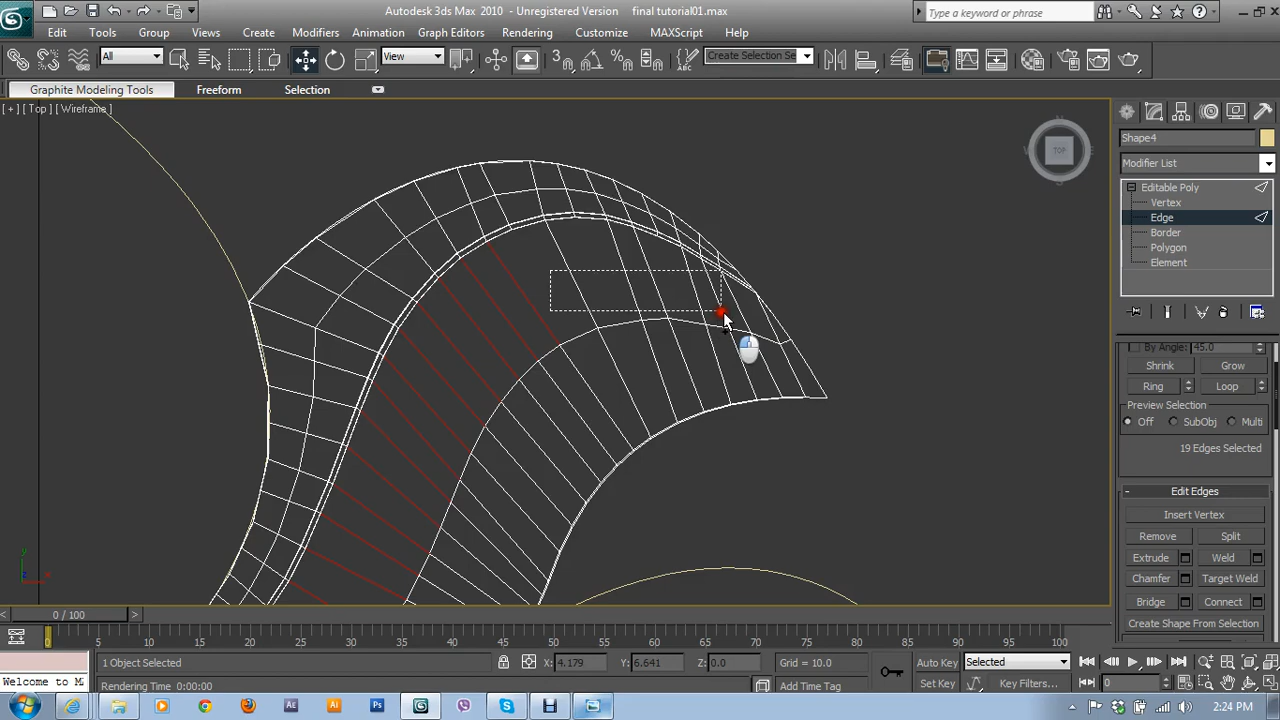 Autodesk 3ds Max 2010 - Unregistered Version final tutorial01.max
Type a keyword or phrase
Edit Tools Group Views Create Modifiers Animation Graph Editors Rendering Customize MAXScript Help
All View Create Selection Se
Graphite Modeling Tools Freeform Selection
[ + ] [ Top ] [ Wireframe ]
TOP
Shape4
Modifier List
Editable Poly
Vertex
Edge
Border
Polygon
Element
By Angle: 45.0
Shrink Grow
Ring Loop
Preview Selection
Off SubObj Multi
19 Edges Selected
Edit Edges
Insert Vertex
Remove Split
Extrude Weld
Chamfer Target Weld
Bridge Connect
Create Shape From Selection
y
x
0 / 100
0 5 10 15 20 25 30 35 40 45 50 55 60 65 70 75 80 85 90 95 100
1 Object Selected X: 4.179 Y: 6.641 Z: 0.0 Grid = 10.0 Auto Key Selected
Welcome to M Rendering Time 0:00:00 Add Time Tag Set Key Key Filters... 0
2:24 PM